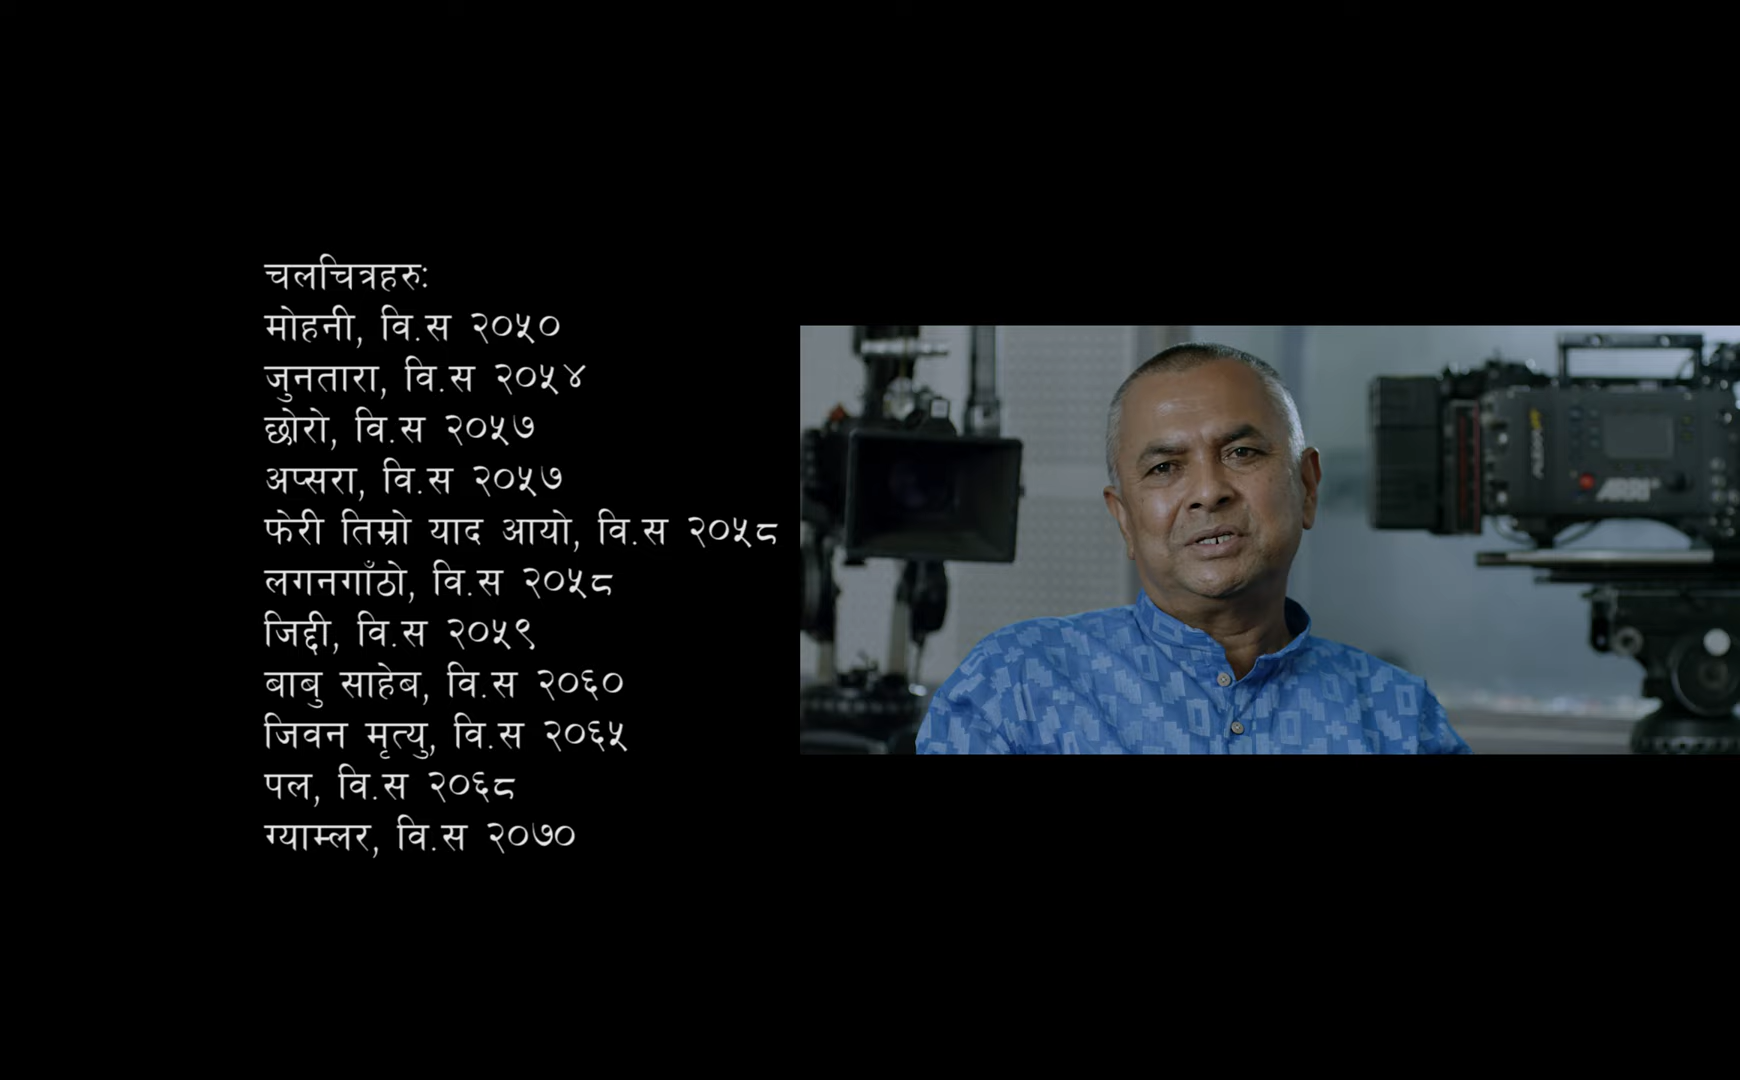 चलचित्रहरुः
मोहनी, वि.स २०५०
जुनतारा, वि.स २०५४
छोरो, वि.स २०५७
अप्सरा, वि.स २०५७
फेरी तिम्रो याद आयो, वि.स २०५८
लगनगाँठो, वि.स २०५८
जिद्दी, वि.स २०५९
बाबु साहेब, वि.स २०६०
जिवन मृत्यु, वि.स २०६५
पल, वि.स २०६८
ग्याम्लर, वि.स २०७०
ARRI